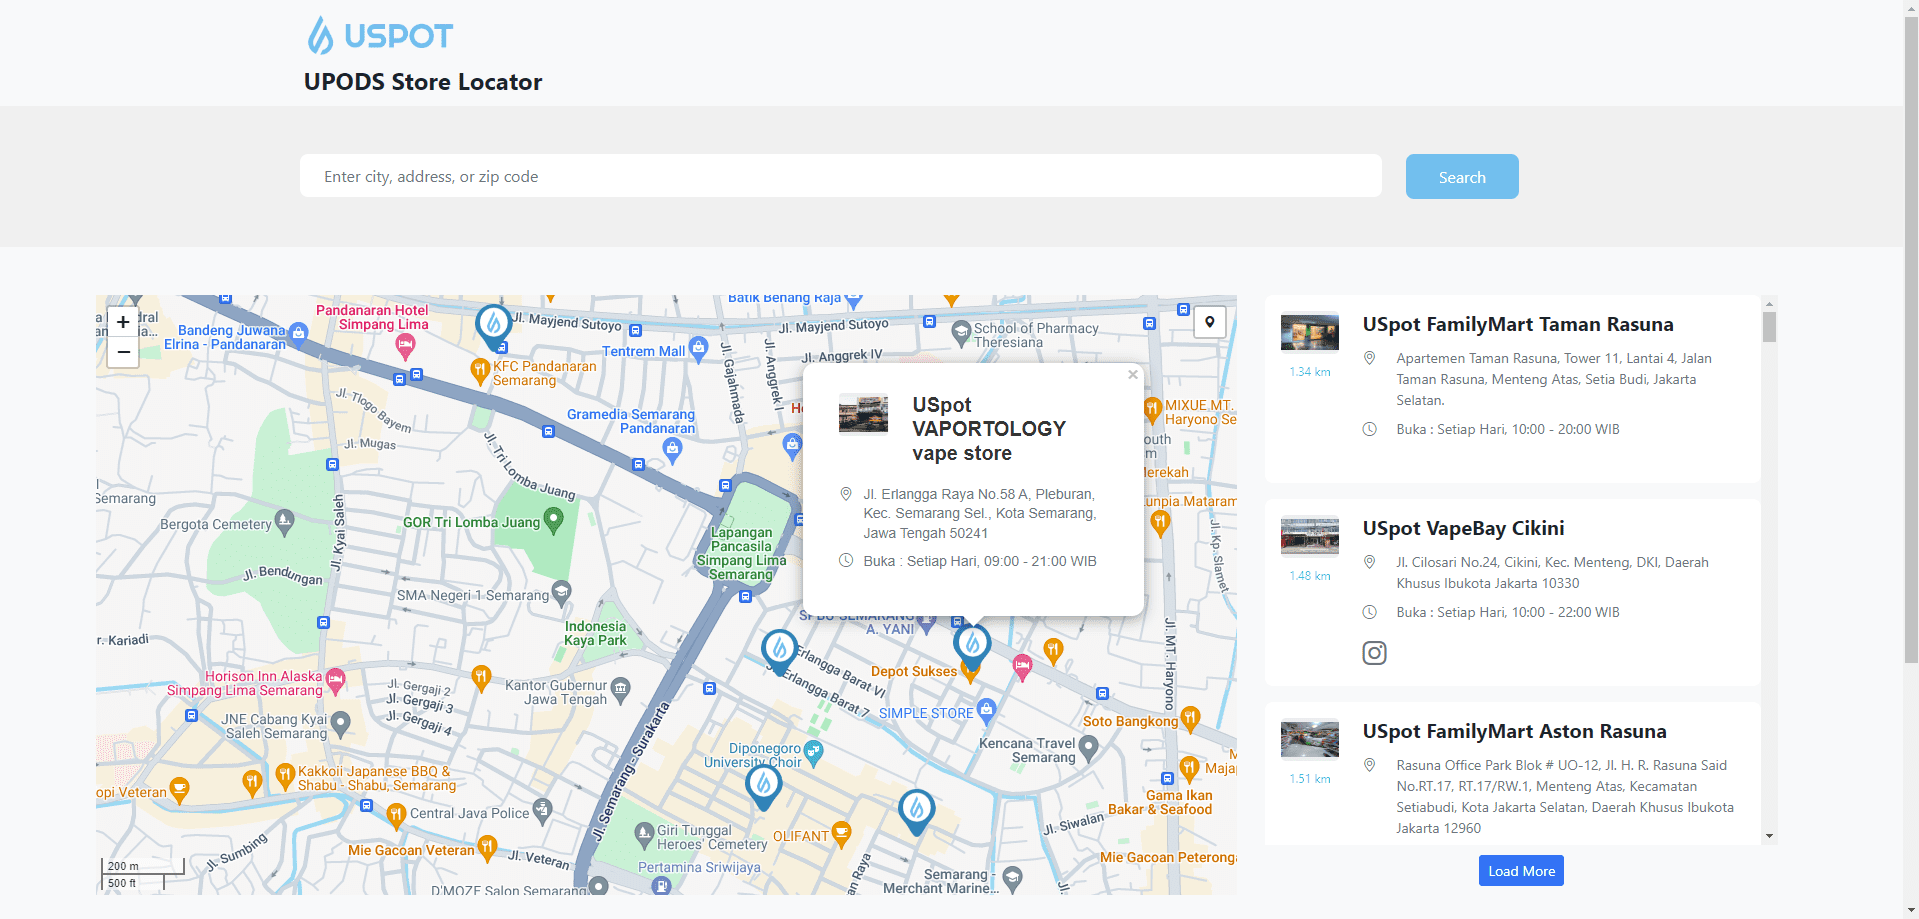 USPOT
UPODS Store Locator
Enter city, address, or zip code
Search
+
−
Pandanaran Hotel
Simpang Lima
Bandeng Juwana
Elrina - Pandanaran
Jl. Mayjend Sutoyo
Batik Benang Raja
Jl. Mayjend Sutoyo
School of Pharmacy
Theresiana
Tentrem Mall
Jl. Anggrek IV
Jl. Gajahmada
Jl. Anggrek I
KFC Pandanaran
Semarang
Jl. Tlogo Bayem
Gramedia Semarang
Pandanaran
Jl. Mugas
Jl. Tri Lomba Juang
MIXUE MT.
Haryono Se
Merekah
Lunpia Mataram
Semarang
Bergota Cemetery
Jl. Kyai Saleh
GOR Tri Lomba Juang
Lapangan
Pancasila
Simpang Lima
Semarang
Jl. Bendungan
SMA Negeri 1 Semarang
Jl. Kp. Slamet
r. Kariadi
Indonesia
Kaya Park
×
USpot
VAPORTOLOGY
vape store
Jl. Erlangga Raya No.58 A, Pleburan,
Kec. Semarang Sel., Kota Semarang,
Jawa Tengah 50241
Buka : Setiap Hari, 09:00 - 21:00 WIB
SPBU SEMARANG
A. YANI
Erlangga Barat VI
Depot Sukses
Erlangga Barat 7
Jl. MT. Haryono
Horison Inn Alaska
Simpang Lima Semarang
Jl. Gergaji 2
Jl. Gergaji 3
Jl. Gergaji 4
Kantor Gubernur
Jawa Tengah
JNE Cabang Kyai
Saleh Semarang
SIMPLE STORE
Soto Bangkong
Kencana Travel
Semarang
Diponegoro
University Choir
Jl. Semarang - Surakarta
Kakkoii Japanese BBQ &
Shabu - Shabu, Semarang
opi Veteran
Central Java Police
Maja
Gama Ikan
Bakar & Seafood
Giri Tunggal
Heroes' Cemetery
OLIFANT
Jl. Siwalan
Jl. Sumbing
Mie Gacoan Veteran
Jl. Veteran
Pertamina Sriwijaya
Mie Gacoan Peterong
200 m
500 ft
D'MOZE Salon Semarang
Semarang -
Merchant Marine...
USpot FamilyMart Taman Rasuna
1.34 km
Apartemen Taman Rasuna, Tower 11, Lantai 4, Jalan
Taman Rasuna, Menteng Atas, Setia Budi, Jakarta
Selatan.
Buka : Setiap Hari, 10:00 - 20:00 WIB
USpot VapeBay Cikini
1.48 km
Jl. Cilosari No.24, Cikini, Kec. Menteng, DKI, Daerah
Khusus Ibukota Jakarta 10330
Buka : Setiap Hari, 10:00 - 22:00 WIB
USpot FamilyMart Aston Rasuna
1.51 km
Rasuna Office Park Blok # UO-12, Jl. H. R. Rasuna Said
No.RT.17, RT.17/RW.1, Menteng Atas, Kecamatan
Setiabudi, Kota Jakarta Selatan, Daerah Khusus Ibukota
Jakarta 12960
Load More